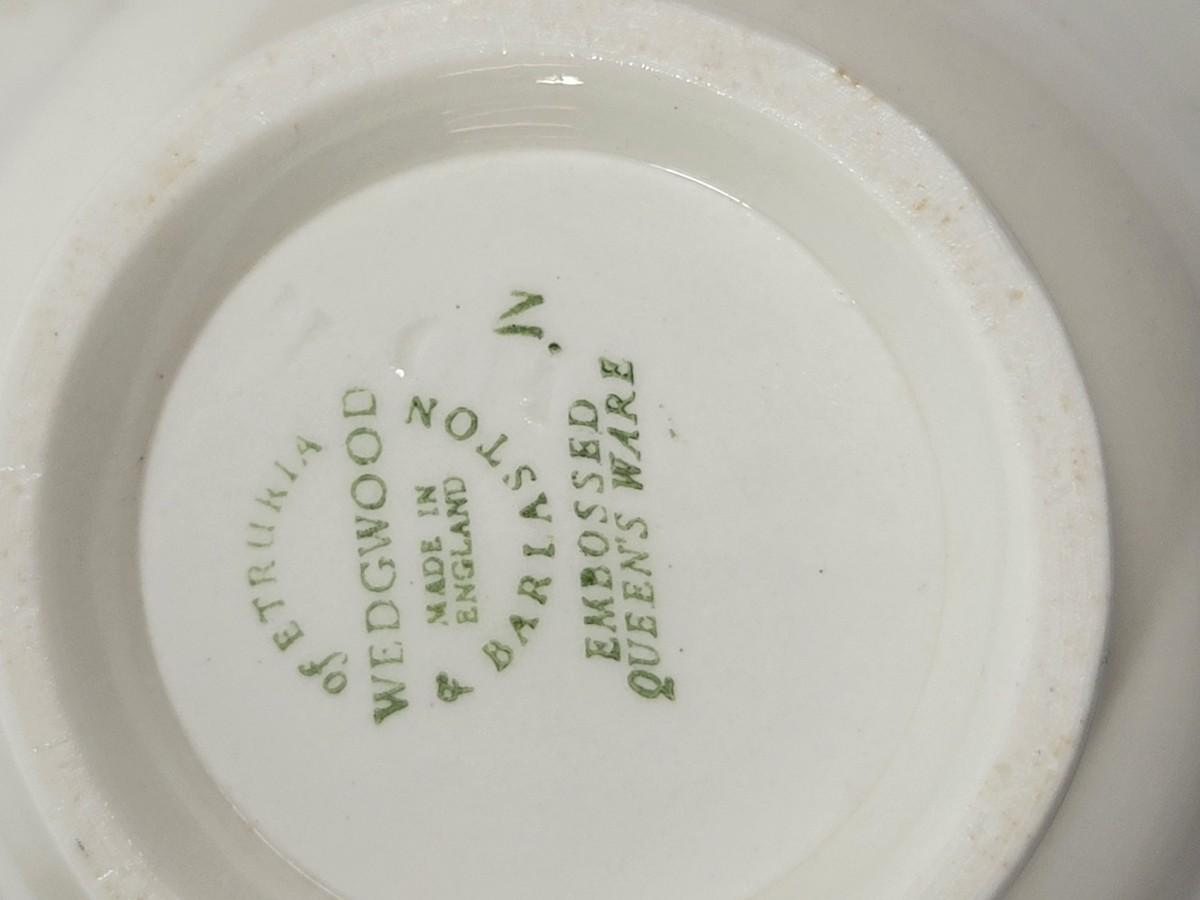 of ETRURIA
WEDGWOOD
MADE IN
ENGLAND
& BARLASTON
EMBOSSED
QUEEN'S WARE
.N